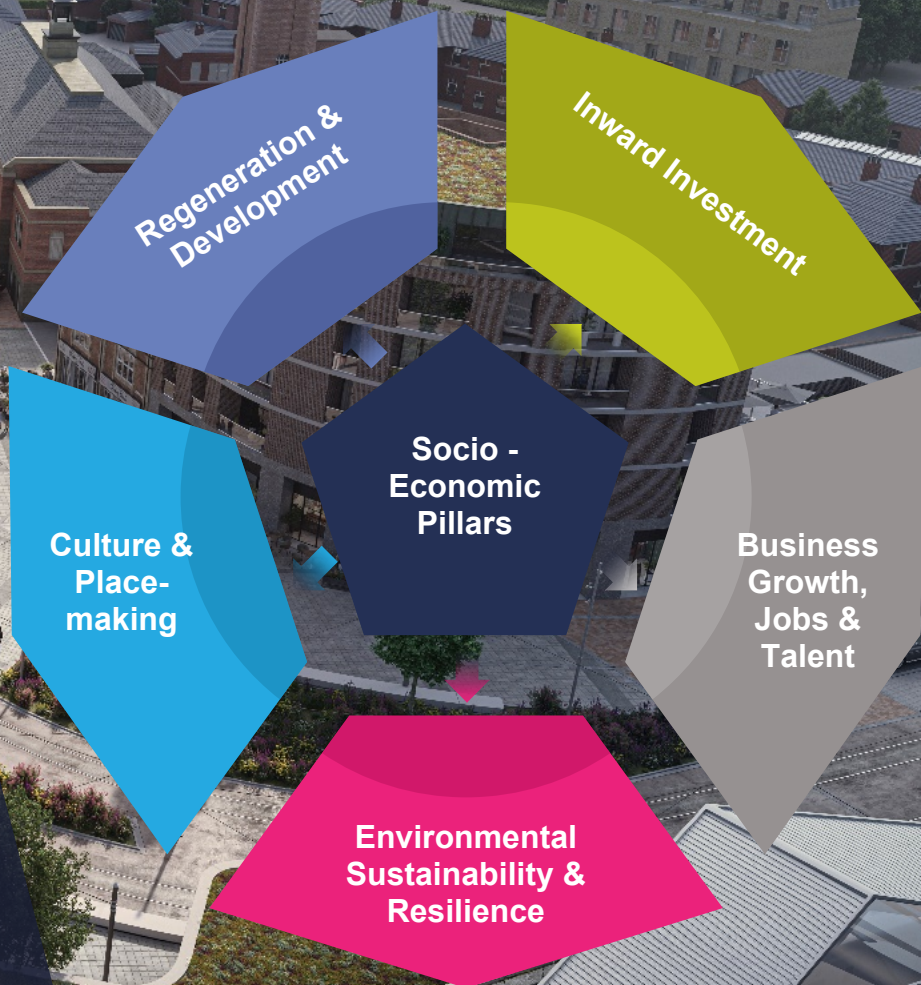 Regeneration &
Development
Inward Investment
Socio -
Economic
Pillars
Culture &
Place-
making
Business
Growth,
Jobs &
Talent
Environmental
Sustainability &
Resilience